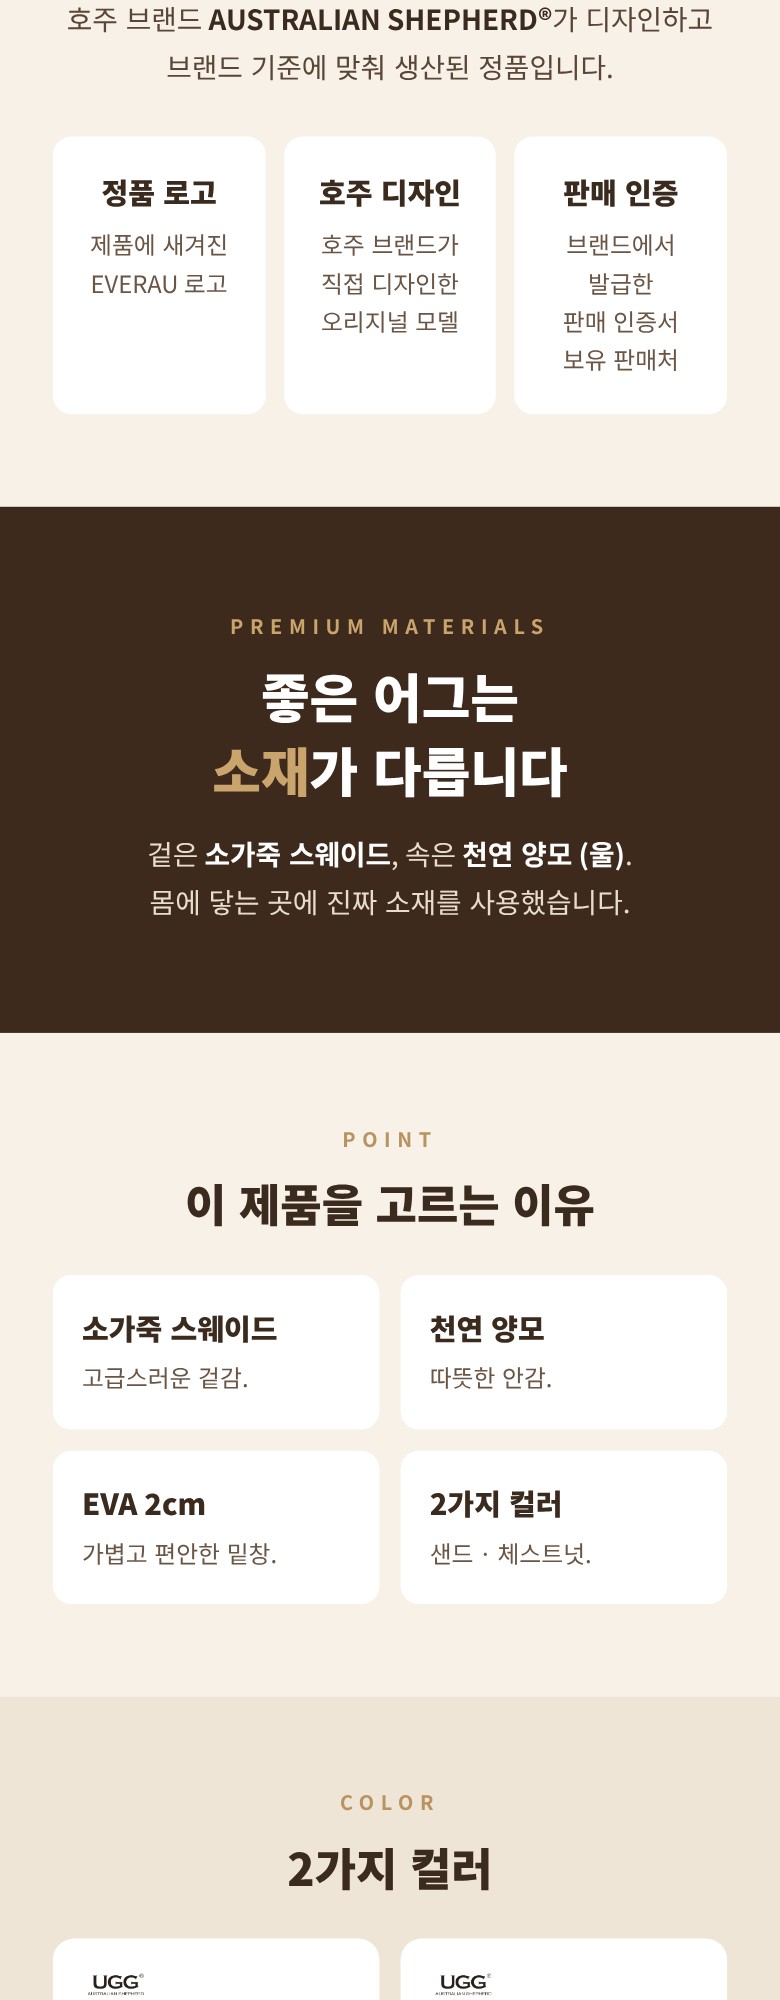 호주 브랜드 AUSTRALIAN SHEPHERD®가 디자인하고
브랜드 기준에 맞춰 생산된 정품입니다.
정품 로고
제품에 새겨진
EVERAU 로고
호주 디자인
호주 브랜드가
직접 디자인한
오리지널 모델
판매 인증
브랜드에서
발급한
판매 인증서
보유 판매처
PREMIUM MATERIALS
좋은 어그는
소재가 다릅니다
겉은 소가죽 스웨이드, 속은 천연 양모 (울).
몸에 닿는 곳에 진짜 소재를 사용했습니다.
POINT
이 제품을 고르는 이유
소가죽 스웨이드
고급스러운 겉감.
천연 양모
따뜻한 안감.
EVA 2cm
가볍고 편안한 밑창.
2가지 컬러
샌드 · 체스트넛.
COLOR
2가지 컬러
UGG®
AUSTRALIAN SHEPHERD
UGG®
AUSTRALIAN SHEPHERD